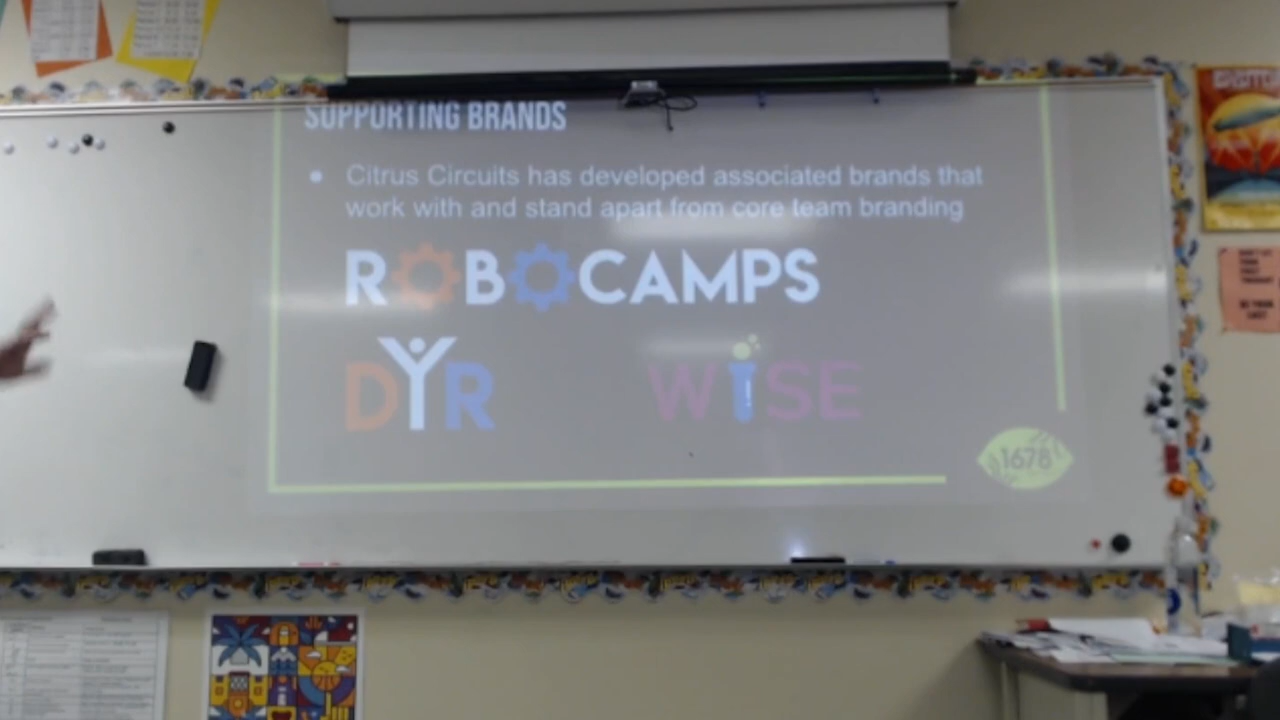 SUPPORTING BRANDS
• Citrus Circuits has developed associated brands that
work with and stand apart from core team branding
ROBOCAMPS
DYR
WiSE
1678